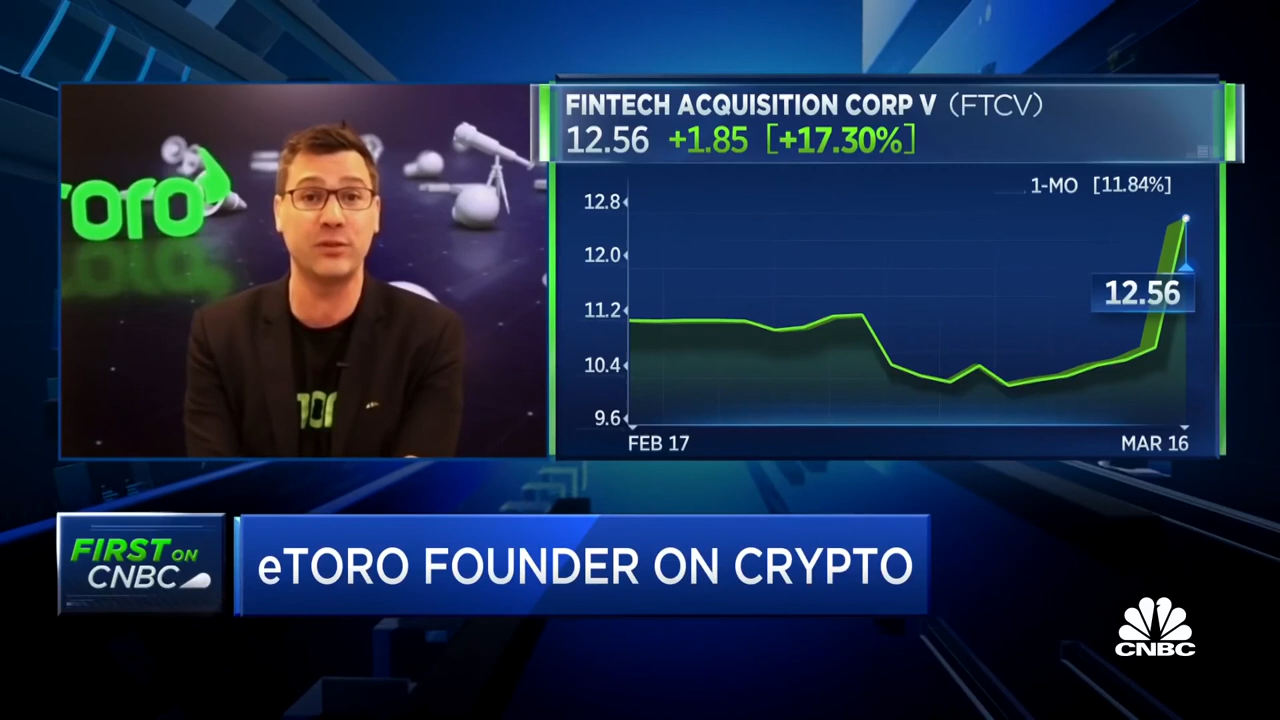 toro
FINTECH ACQUISITION CORP V (FTCV)
12.56 +1.85 [+17.30%]
1-MO [11.84%]
12.8
12.0
11.2
10.4
9.6
12.56
FEB 17
MAR 16
FIRST ON
CNBC
eTORO FOUNDER ON CRYPTO
CNBC